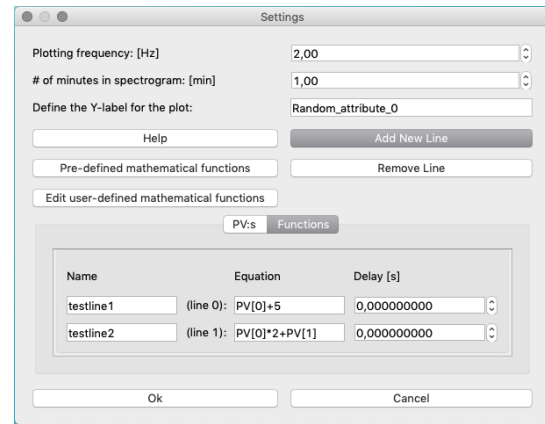 Settings
Plotting frequency: [Hz] 2,00
# of minutes in spectrogram: [min] 1,00
Define the Y-label for the plot: Random_attribute_0
Help Add New Line
Pre-defined mathematical functions Remove Line
Edit user-defined mathematical functions
PV:s Functions
Name Equation Delay [s]
testline1 (line 0): PV[0]+5 0,000000000
testline2 (line 1): PV[0]*2+PV[1] 0,000000000
Ok Cancel